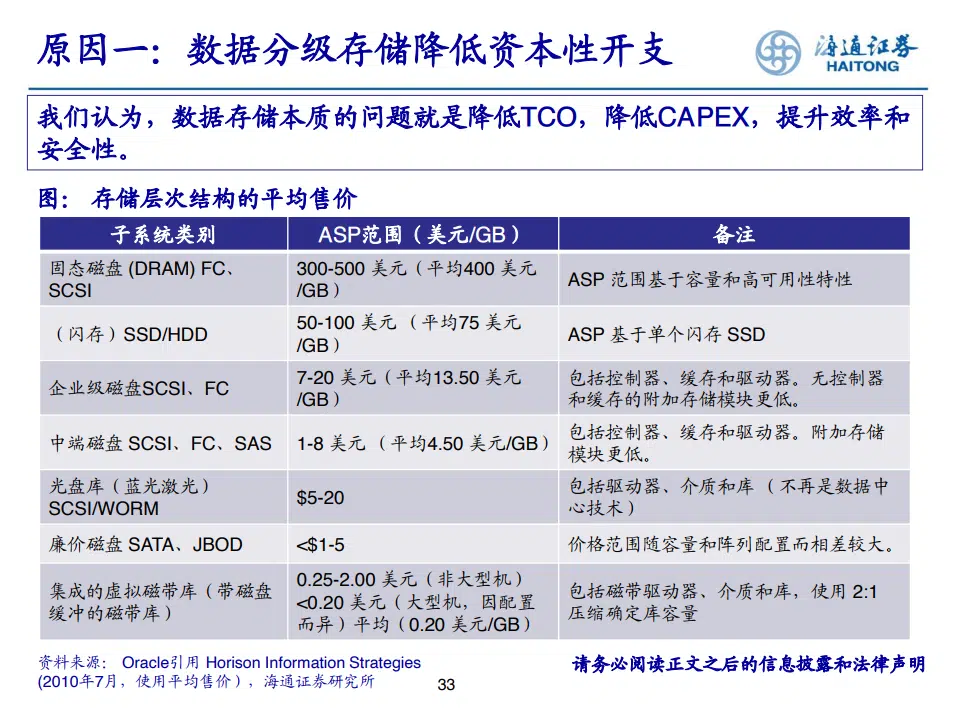 原因一：数据分级存储降低资本性开支
海通证券
HAITONG
我们认为，数据存储本质的问题就是降低TCO，降低CAPEX，提升效率和
安全性。
图： 存储层次结构的平均售价
子系统类别
ASP范围（美元/GB）
备注
固态磁盘 (DRAM) FC、
SCSI
300-500 美元（平均400 美元
/GB）
ASP 范围基于容量和高可用性特性
（闪存）SSD/HDD
50-100 美元 （平均75 美元
/GB）
ASP 基于单个闪存 SSD
企业级磁盘SCSI、FC
7-20 美元（平均13.50 美元
/GB）
包括控制器、缓存和驱动器。无控制器
和缓存的附加存储模块更低。
中端磁盘 SCSI、FC、SAS
1-8 美元 （平均4.50 美元/GB）
包括控制器、缓存和驱动器。附加存储
模块更低。
光盘库（蓝光激光）
SCSI/WORM
$5-20
包括驱动器、介质和库 （不再是数据中
心技术）
廉价磁盘 SATA、JBOD
<$1-5
价格范围随容量和阵列配置而相差较大。
集成的虚拟磁带库（带磁盘
缓冲的磁带库）
0.25-2.00 美元（非大型机）
<0.20 美元（大型机，因配置
而异）平均（0.20 美元/GB）
包括磁带驱动器、介质和库，使用 2:1
压缩确定库容量
资料来源： Oracle引用 Horison Information Strategies
(2010年7月，使用平均售价），海通证券研究所
33
请务必阅读正文之后的信息披露和法律声明